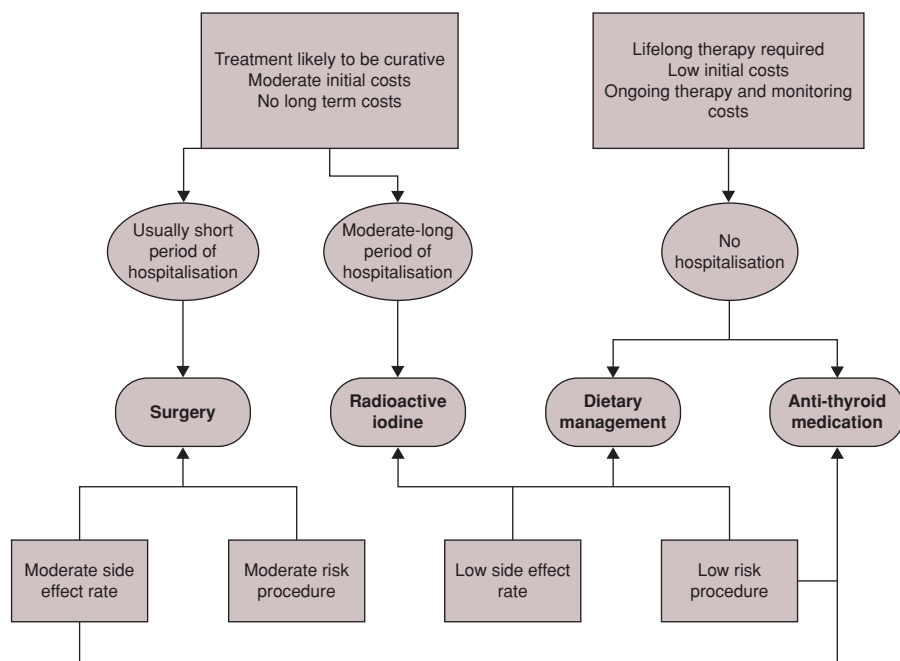 Treatment likely to be curative
Moderate initial costs
No long term costs
Lifelong therapy required
Low initial costs
Ongoing therapy and monitoring
costs
Usually short
period of
hospitalisation
Moderate-long
period of
hospitalisation
No
hospitalisation
Surgery
Radioactive
iodine
Dietary
management
Anti-thyroid
medication
Moderate side
effect rate
Moderate risk
procedure
Low side effect
rate
Low risk
procedure